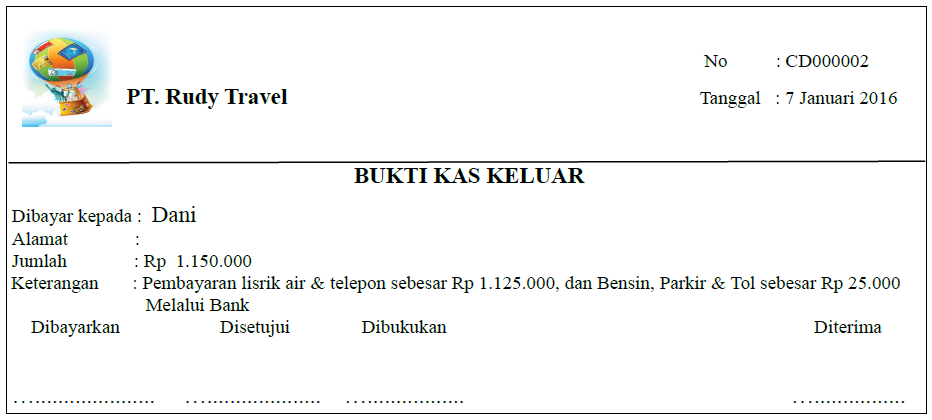 No : CD000002
PT. Rudy Travel
Tanggal : 7 Januari 2016
BUKTI KAS KELUAR
Dibayar kepada : Dani
Alamat :
Jumlah : Rp 1.150.000
Keterangan : Pembayaran lisrik air & telepon sebesar Rp 1.125.000, dan Bensin, Parkir & Tol sebesar Rp 25.000
Melalui Bank
Dibayarkan Disetujui Dibukukan Diterima
…..................... …..................... …................. …................